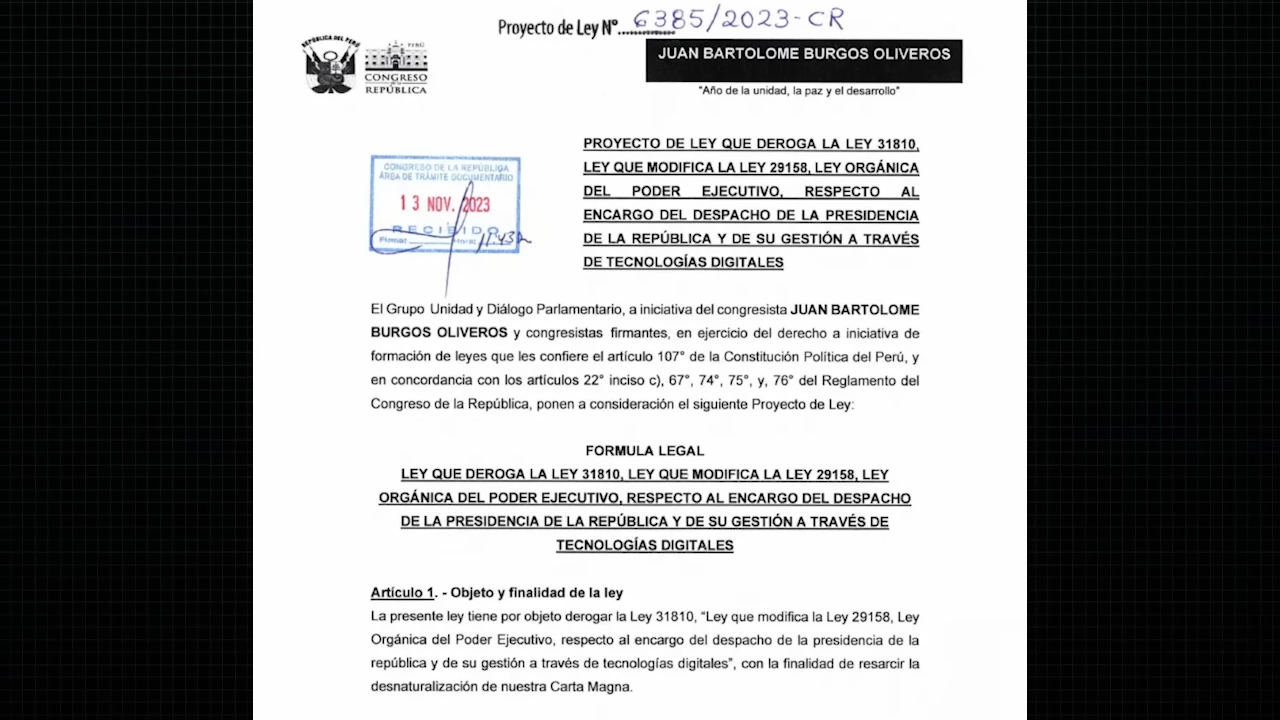 Proyecto de Ley N°. 6385/2023-CR
REPÚBLICA DEL PERÚ
PERÚ
CONGRESO
de la
REPÚBLICA
JUAN BARTOLOME BURGOS OLIVEROS
"Año de la unidad, la paz y el desarrollo"
CONGRESO DE LA REPÚBLICA
ÁREA DE TRÁMITE DOCUMENTARIO
13 NOV. 2023
RECIBIDO
Firma: Hora: 11:43a
PROYECTO DE LEY QUE DEROGA LA LEY 31810,
LEY QUE MODIFICA LA LEY 29158, LEY ORGÁNICA
DEL PODER EJECUTIVO, RESPECTO AL
ENCARGO DEL DESPACHO DE LA PRESIDENCIA
DE LA REPÚBLICA Y DE SU GESTIÓN A TRAVÉS
DE TECNOLOGÍAS DIGITALES
El Grupo Unidad y Diálogo Parlamentario, a iniciativa del congresista JUAN BARTOLOME
BURGOS OLIVEROS y congresistas firmantes, en ejercicio del derecho a iniciativa de
formación de leyes que les confiere el artículo 107° de la Constitución Política del Perú, y
en concordancia con los artículos 22° inciso c), 67°, 74°, 75°, y, 76° del Reglamento del
Congreso de la República, ponen a consideración el siguiente Proyecto de Ley:
FORMULA LEGAL
LEY QUE DEROGA LA LEY 31810, LEY QUE MODIFICA LA LEY 29158, LEY
ORGÁNICA DEL PODER EJECUTIVO, RESPECTO AL ENCARGO DEL DESPACHO
DE LA PRESIDENCIA DE LA REPÚBLICA Y DE SU GESTIÓN A TRAVÉS DE
TECNOLOGÍAS DIGITALES
Artículo 1. - Objeto y finalidad de la ley
La presente ley tiene por objeto derogar la Ley 31810, "Ley que modifica la Ley 29158, Ley
Orgánica del Poder Ejecutivo, respecto al encargo del despacho de la presidencia de la
república y de su gestión a través de tecnologías digitales", con la finalidad de resarcir la
desnaturalización de nuestra Carta Magna.